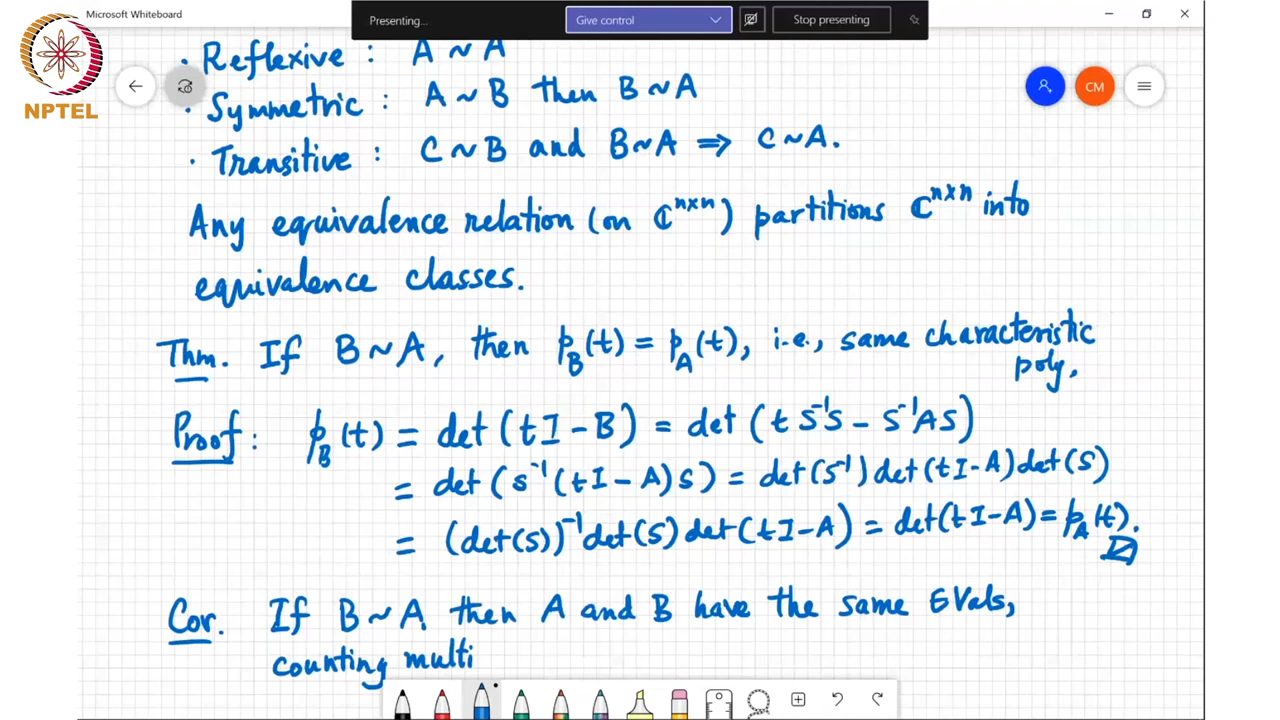 Microsoft Whiteboard
Presenting...
Give control
Stop presenting
NPTEL
CM
· Reflexive : A ~ A
· Symmetric : A ~ B then B ~ A
· Transitive : C ~ B and B ~ A ⇒ C ~ A.
Any equivalence relation (on ℂⁿˣⁿ) partitions ℂⁿˣⁿ into
equivalence classes.
Thm. If B ~ A, then p_B(t) = p_A(t), i.e., same characteristic
poly.
Proof : p_B(t) = det(tI - B) = det(t S⁻¹S - S⁻¹AS)
= det(S⁻¹(tI - A)S) = det(S⁻¹) det(tI - A) det(S)
= (det(S))⁻¹ det(S) det(tI - A) = det(tI - A) = p_A(t).
Cor. If B ~ A, then A and B have the same EVals,
counting multi